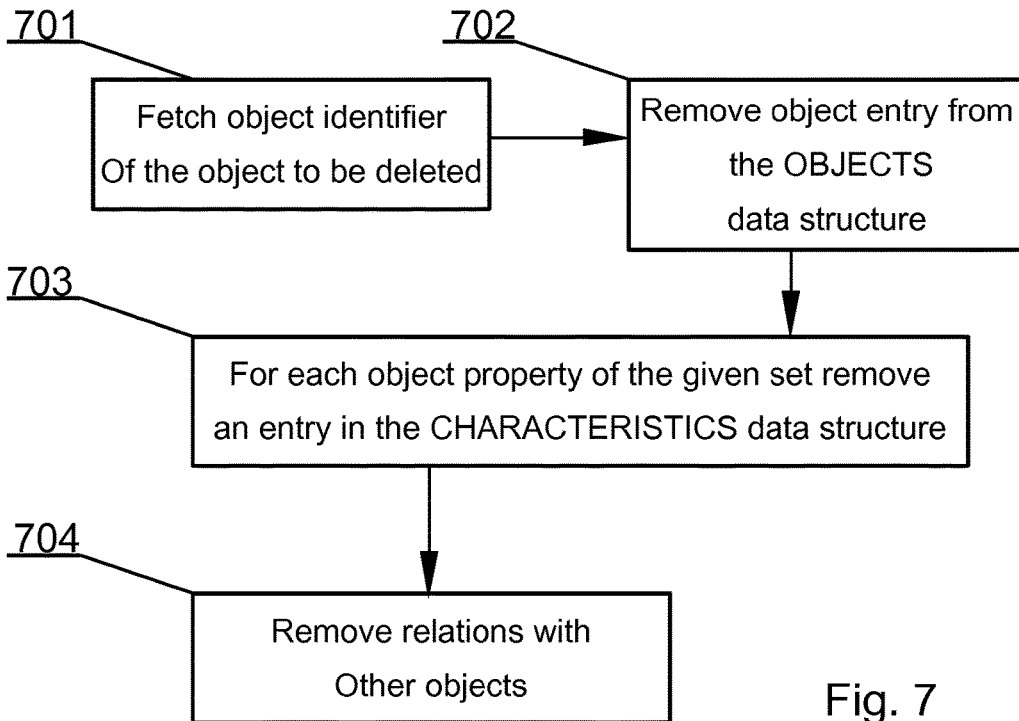 701
Fetch object identifier
Of the object to be deleted
702
Remove object entry from
the OBJECTS
data structure
703
For each object property of the given set remove
an entry in the CHARACTERISTICS data structure
704
Remove relations with
Other objects
Fig. 7